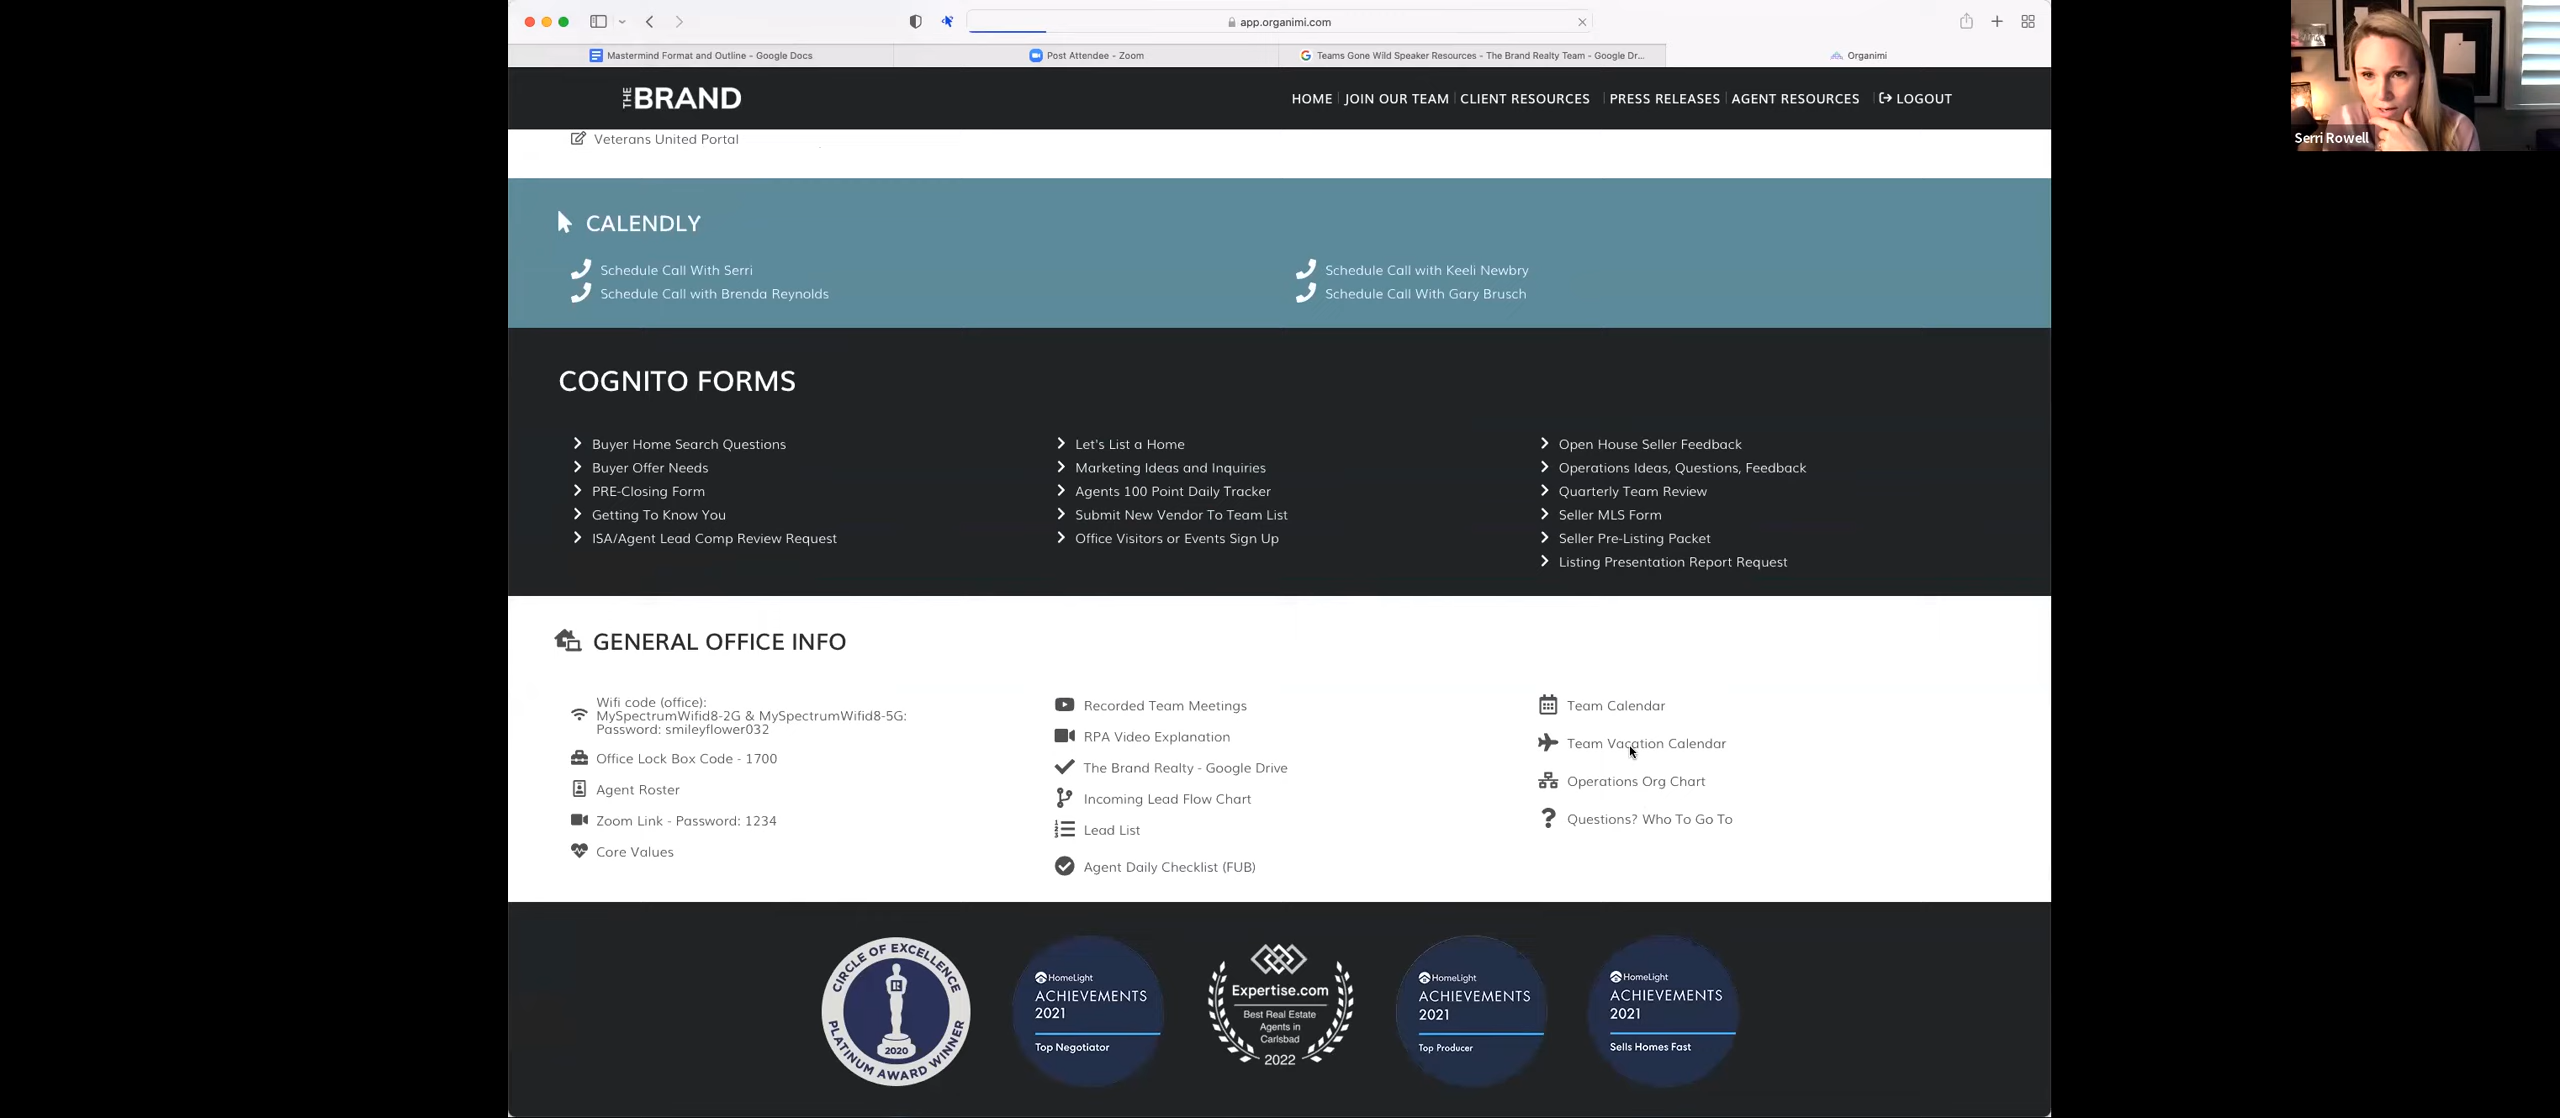 app.organimi.com
Mastermind Format and Outline - Google Docs
Post Attendee - Zoom
Teams Gone Wild Speaker Resources - The Brand Realty Team - Google Dr...
Organimi
THE BRAND
HOME
JOIN OUR TEAM
CLIENT RESOURCES
PRESS RELEASES
AGENT RESOURCES
LOGOUT
Serri Rowell
Veterans United Portal
CALENDLY
Schedule Call With Serri
Schedule Call with Brenda Reynolds
Schedule Call with Keeli Newbry
Schedule Call With Gary Brusch
COGNITO FORMS
Buyer Home Search Questions
Buyer Offer Needs
PRE-Closing Form
Getting To Know You
ISA/Agent Lead Comp Review Request
Let's List a Home
Marketing Ideas and Inquiries
Agents 100 Point Daily Tracker
Submit New Vendor To Team List
Office Visitors or Events Sign Up
Open House Seller Feedback
Operations Ideas, Questions, Feedback
Quarterly Team Review
Seller MLS Form
Seller Pre-Listing Packet
Listing Presentation Report Request
GENERAL OFFICE INFO
Wifi code (office):
MySpectrumWifid8-2G & MySpectrumWifid8-5G:
Password: smileyflower032
Office Lock Box Code - 1700
Agent Roster
Zoom Link - Password: 1234
Core Values
Recorded Team Meetings
RPA Video Explanation
The Brand Realty - Google Drive
Incoming Lead Flow Chart
Lead List
Agent Daily Checklist (FUB)
Team Calendar
Team Vacation Calendar
Operations Org Chart
Questions? Who To Go To
CIRCLE OF EXCELLENCE
2020
PLATINUM AWARD WINNER
HomeLight
ACHIEVEMENTS
2021
Top Negotiator
Expertise.com
Best Real Estate
Agents in
Carlsbad
2022
HomeLight
ACHIEVEMENTS
2021
Top Producer
HomeLight
ACHIEVEMENTS
2021
Sells Homes Fast